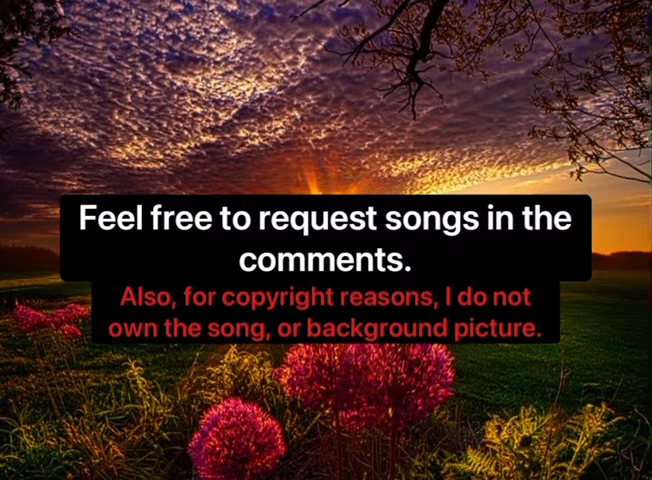 Feel free to request songs in the
comments.
Also, for copyright reasons, I do not
own the song, or background picture.